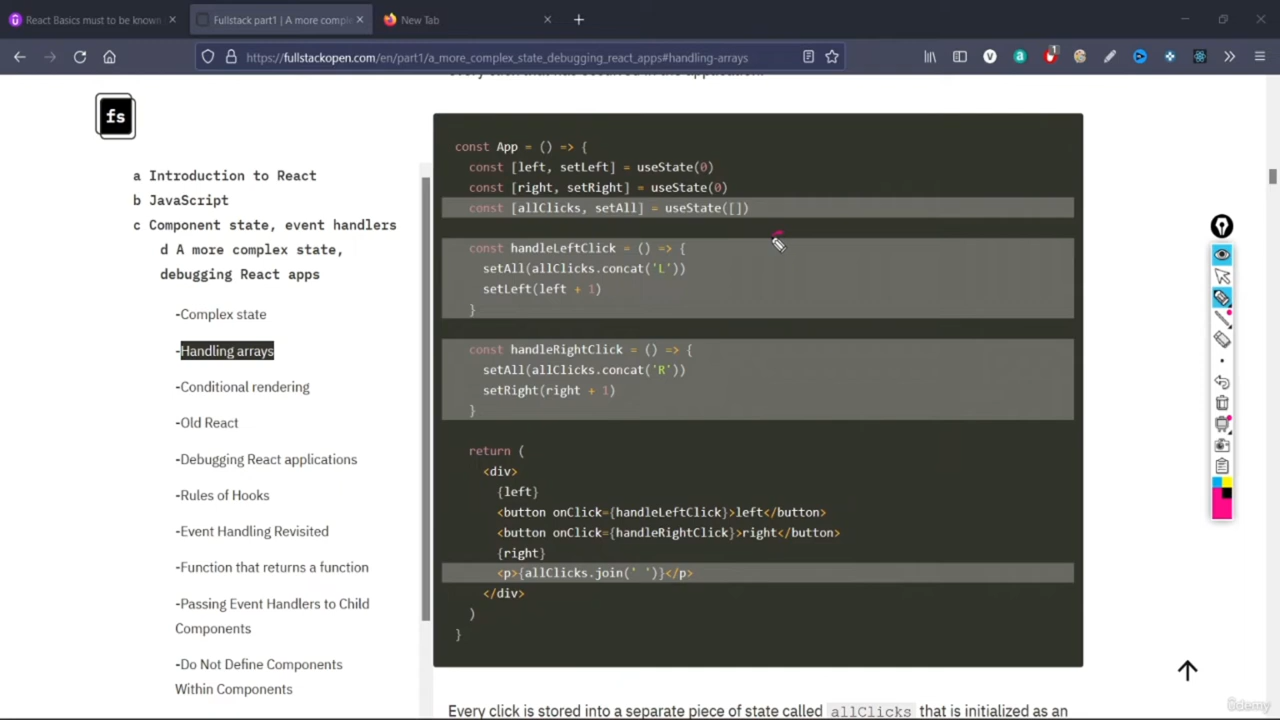 React Basics must to be known
Fullstack part1 | A more comple
New Tab
https://fullstackopen.com/en/part1/a_more_complex_state_debugging_react_apps#handling-arrays
1
fs
a Introduction to React
b JavaScript
c Component state, event handlers
d A more complex state,
debugging React apps
-Complex state
-Handling arrays
-Conditional rendering
-Old React
-Debugging React applications
-Rules of Hooks
-Event Handling Revisited
-Function that returns a function
-Passing Event Handlers to Child
Components
-Do Not Define Components
Within Components
const App = () => {
const [left, setLeft] = useState(0)
const [right, setRight] = useState(0)
const [allClicks, setAll] = useState([])
const handleLeftClick = () => {
setAll(allClicks.concat('L'))
setLeft(left + 1)
}
const handleRightClick = () => {
setAll(allClicks.concat('R'))
setRight(right + 1)
}
return (
<div>
{left}
<button onClick={handleLeftClick}>left</button>
<button onClick={handleRightClick}>right</button>
{right}
<p>{allClicks.join(' ')}</p>
</div>
)
}
Every click is stored into a separate piece of state called allClicks that is initialized as an
ûdemy